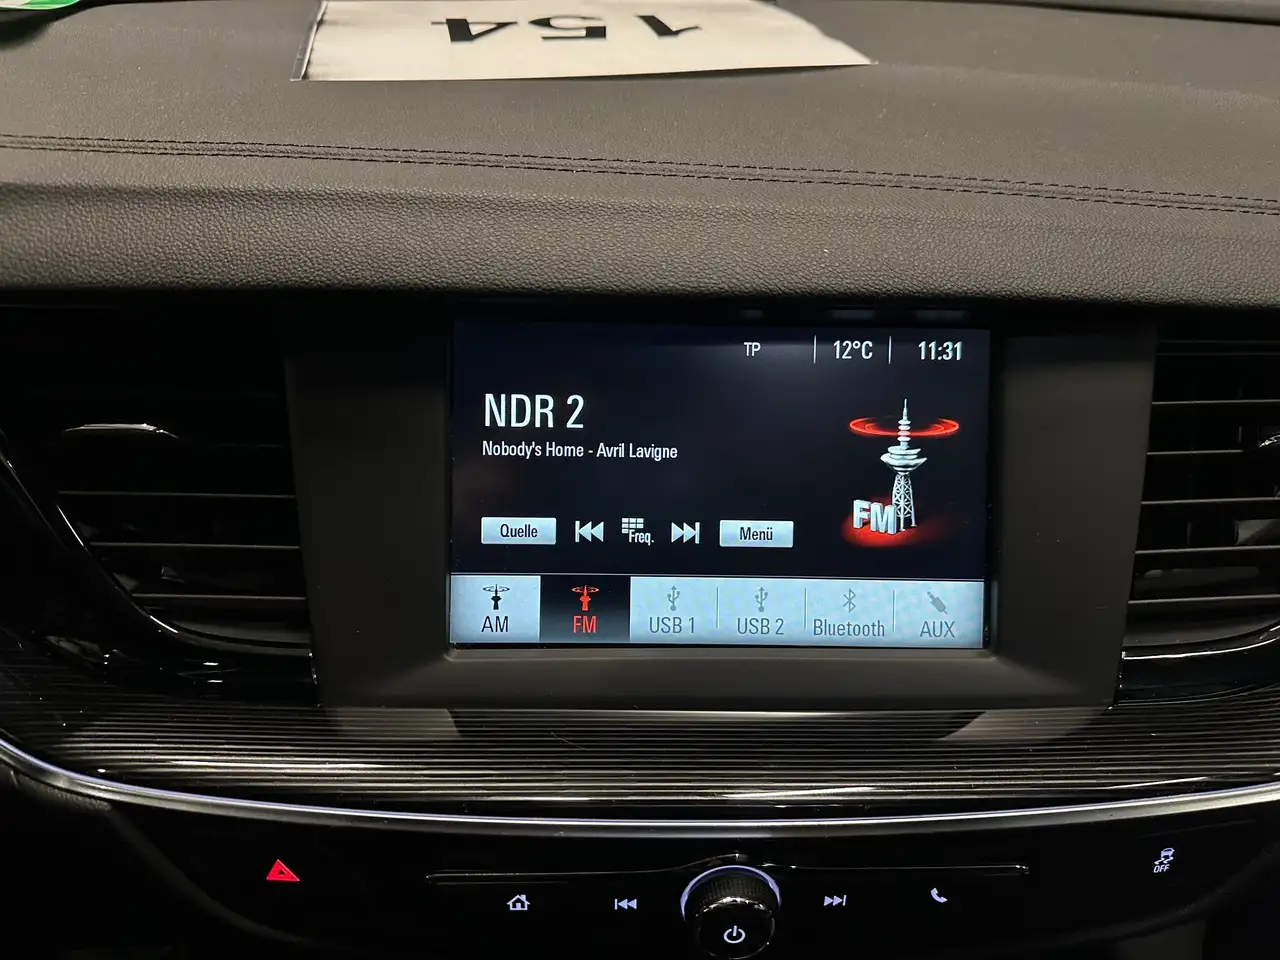 154
TP 12°C 11:31
NDR 2
Nobody's Home - Avril Lavigne
FM
Quelle Freq. Menü
AM FM USB 1 USB 2 Bluetooth AUX
OFF